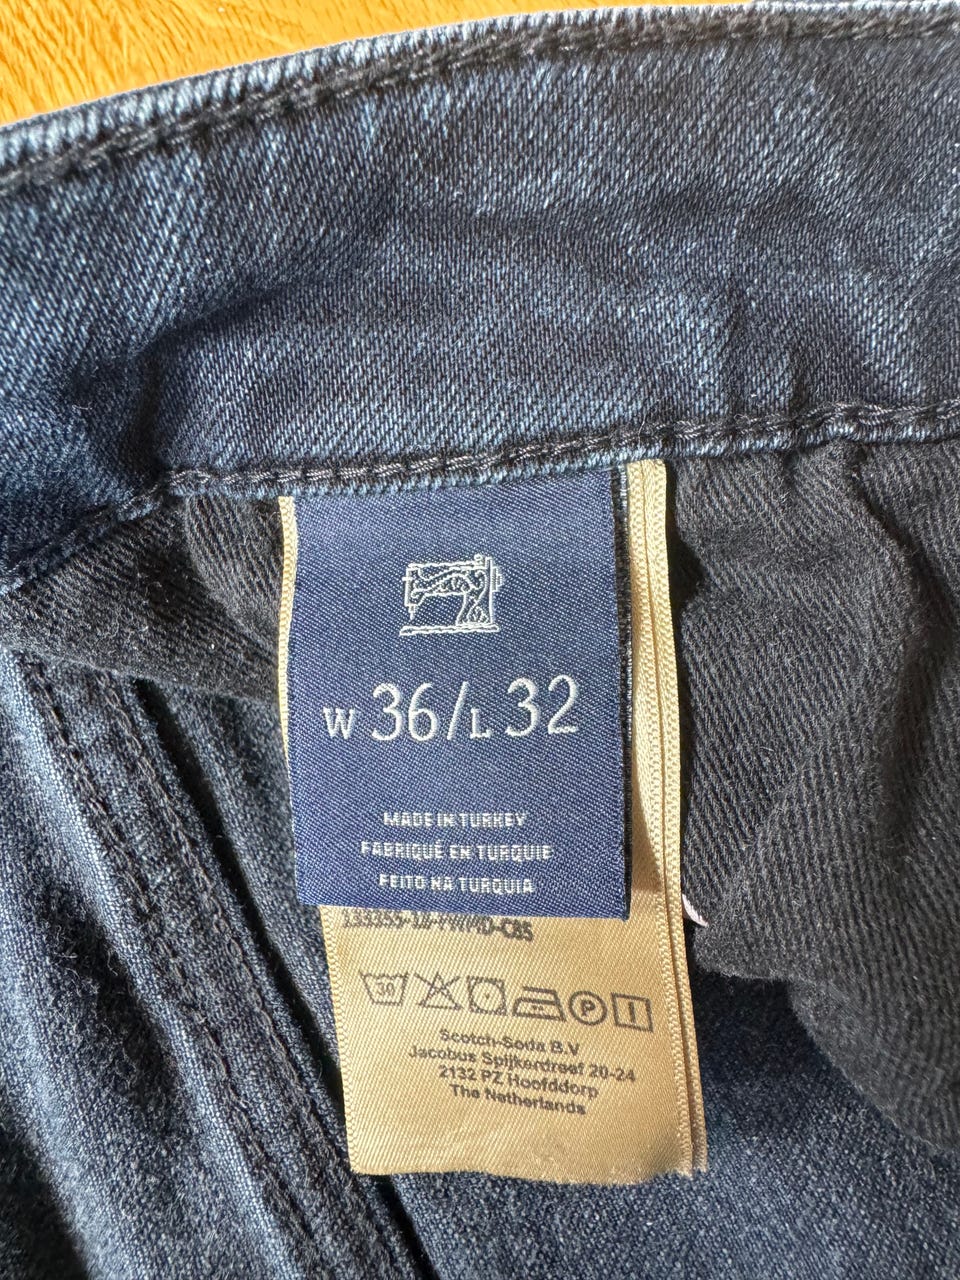 W 36/L 32
MADE IN TURKEY
FABRIQUÉ EN TURQUIE
FEITO NA TURQUIA
30
P
Scotch-Soda B.V
Jacobus Spijkerdreef 20-24
2132 PZ Hoofddorp
The Netherlands